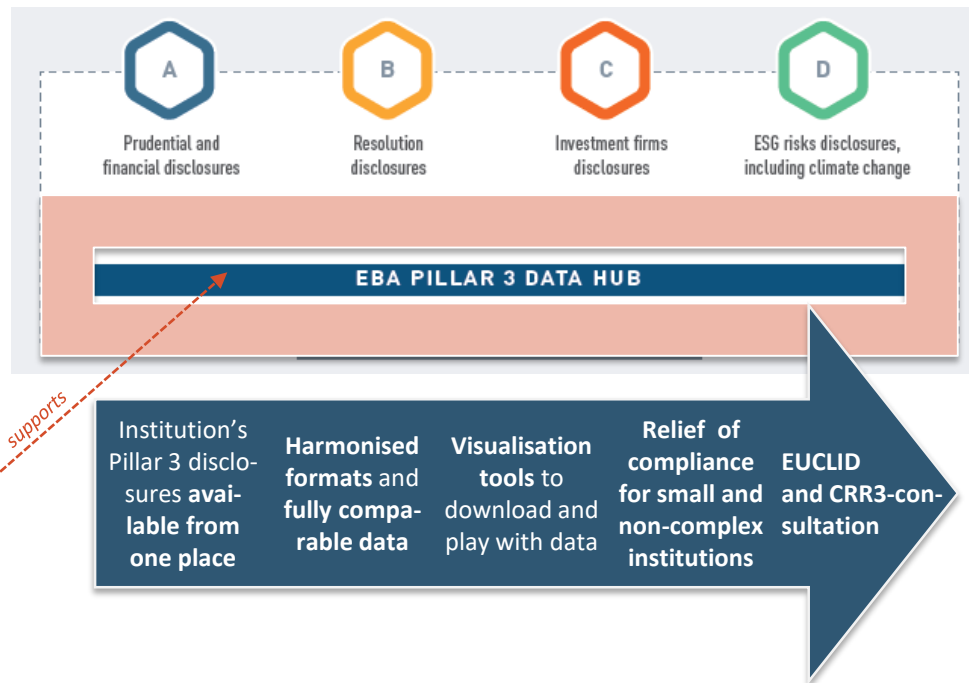 A
B
C
D
Prudential and
financial disclosures
Resolution
disclosures
Investment firms
disclosures
ESG risks disclosures,
including climate change
EBA PILLAR 3 DATA HUB
supports
Institution's
Pillar 3 disclo-
sures avai-
lable from
one place
Harmonised
formats and
fully compa-
rable data
Visualisation
tools to
download and
play with data
Relief of
compliance
for small and
non-complex
institutions
EUCLID
and CRR3-con-
sultation